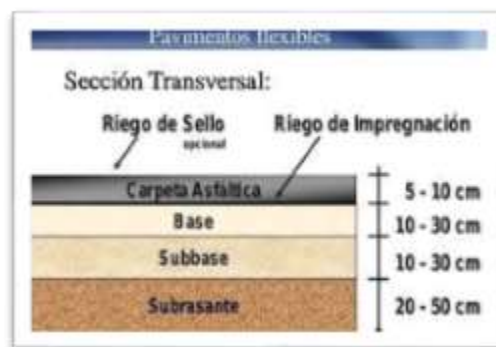 Pavimentos flexibles
Sección Transversal:
Riego de Sello
opcional
Riego de Impregnación
Carpeta Asfáltica
5 - 10 cm
Base
10 - 30 cm
Subbase
10 - 30 cm
Subrasante
20 - 50 cm